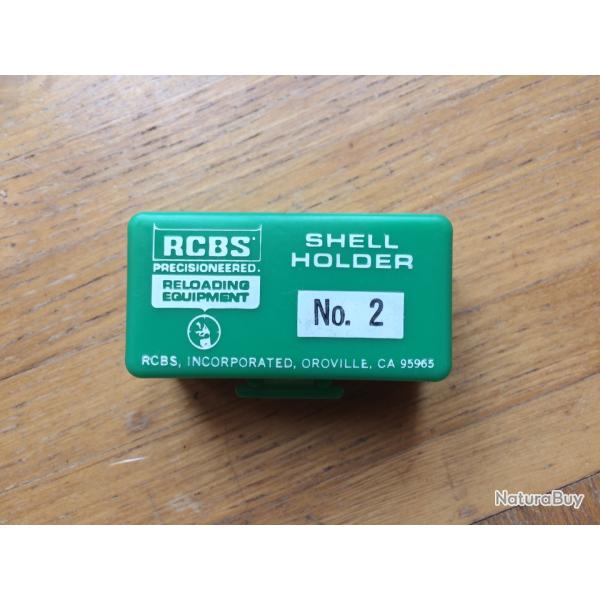 RCBS
PRECISIONEERED.
RELOADING
EQUIPMENT
SHELL
HOLDER
No. 2
RCBS, INCORPORATED, OROVILLE, CA 95965
NaturaBuy